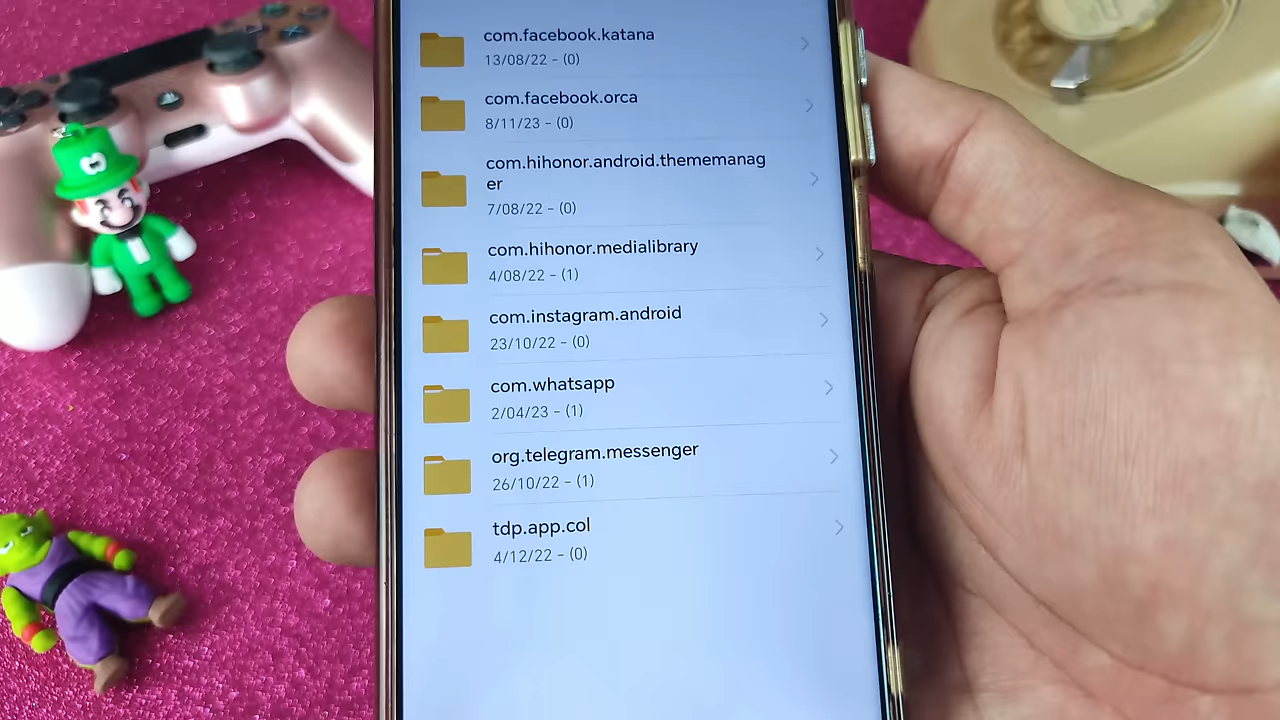 com.facebook.katana
13/08/22 - (0)
com.facebook.orca
8/11/23 - (0)
com.hihonor.android.thememanag
er
7/08/22 - (0)
com.hihonor.medialibrary
4/08/22 - (1)
com.instagram.android
23/10/22 - (0)
com.whatsapp
2/04/23 - (1)
org.telegram.messenger
26/10/22 - (1)
tdp.app.col
4/12/22 - (0)